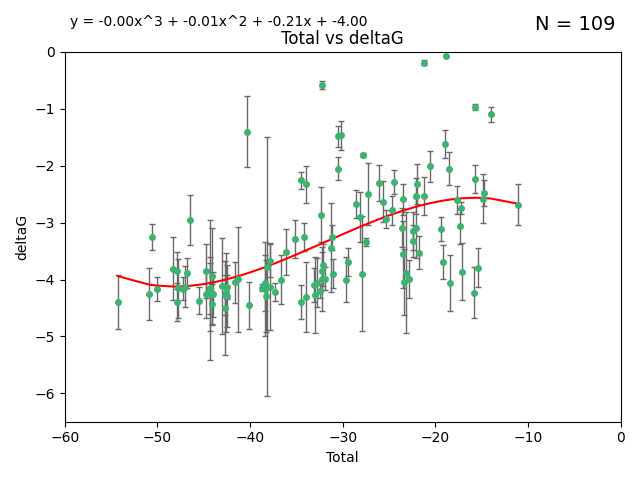 y = -0.00x^3 + -0.01x^2 + -0.21x + -4.00
N = 109
Total vs deltaG
deltaG
0
−1
−2
−3
−4
−5
−6
−60
−50
−40
−30
−20
−10
0
Total